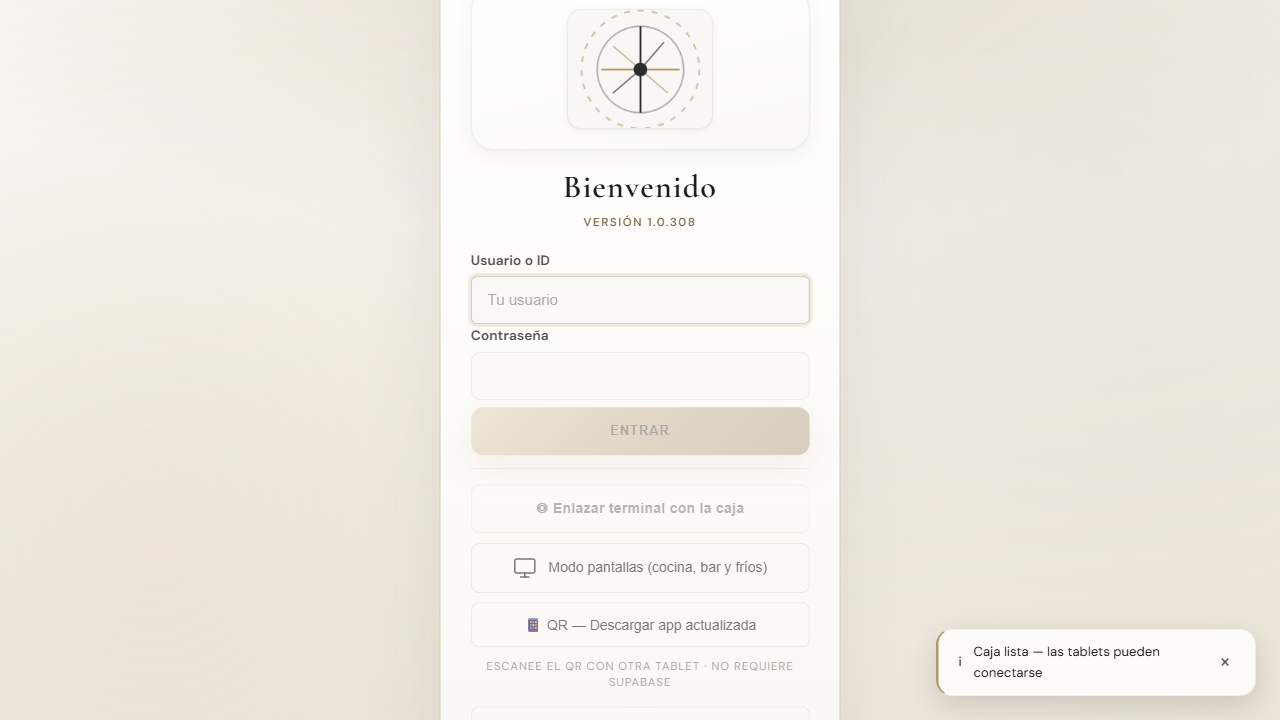 Bienvenido
VERSIÓN 1.0.308
Usuario o ID
Tu usuario
Contraseña
ENTRAR
Enlazar terminal con la caja
Modo pantallas (cocina, bar y fríos)
QR — Descargar app actualizada
ESCANEE EL QR CON OTRA TABLET · NO REQUIERE
SUPABASE
i
Caja lista — las tablets pueden
conectarse
×